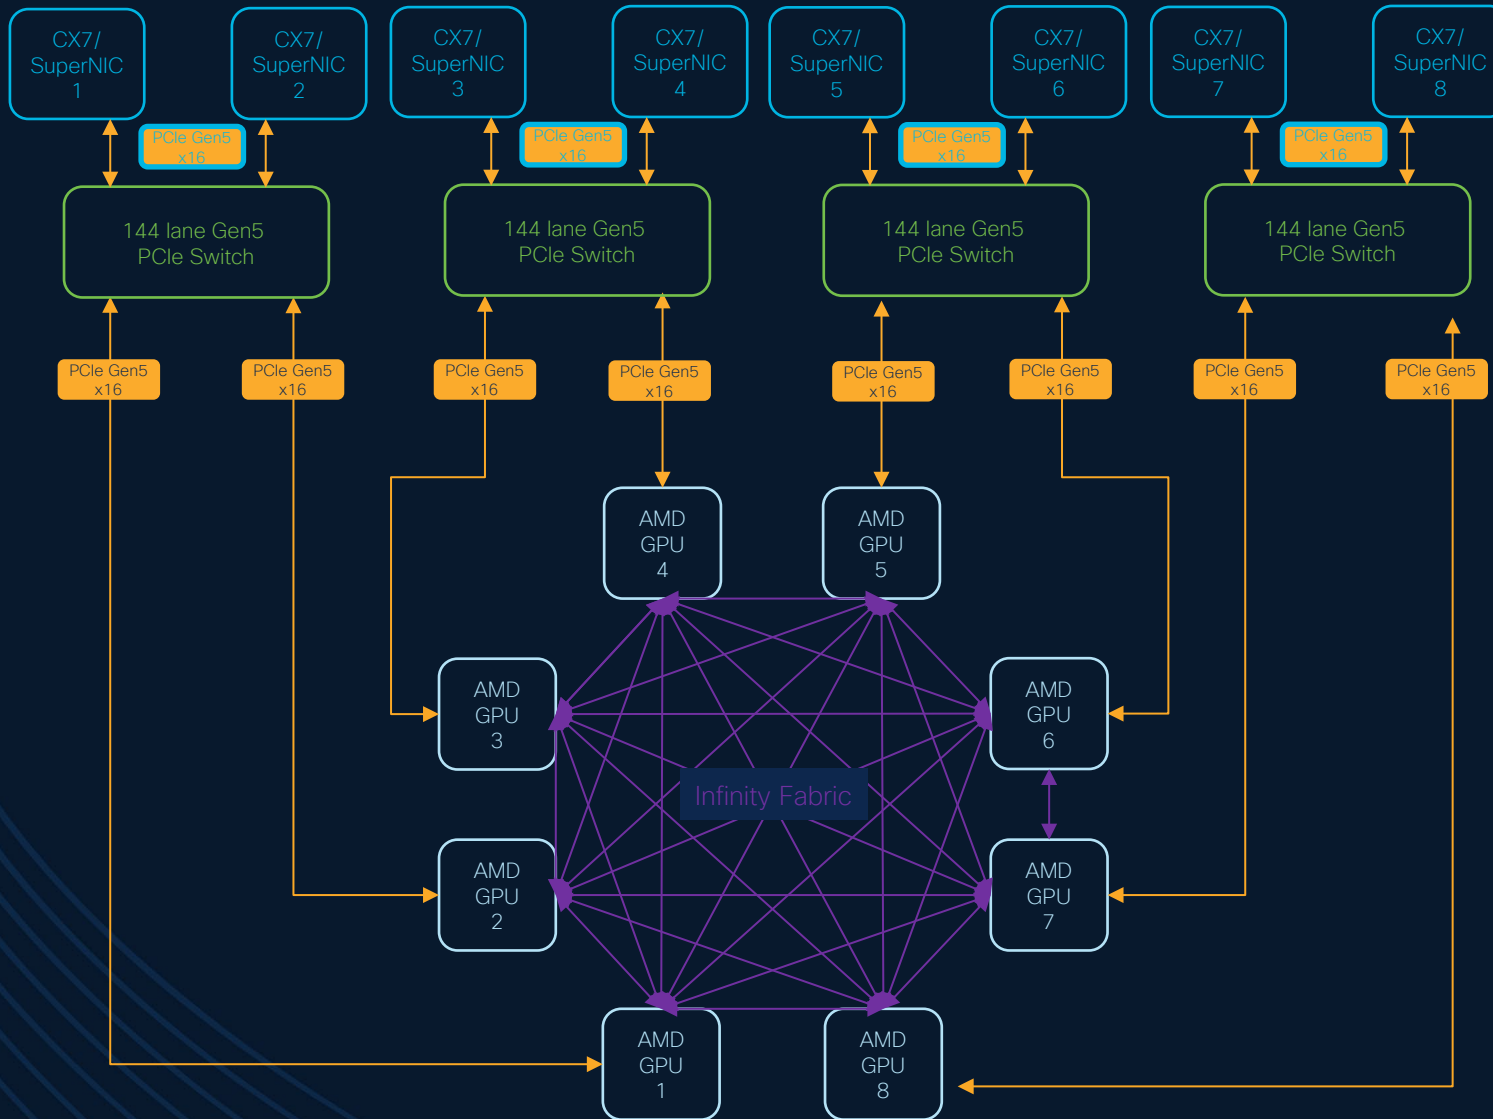 CX7/
SuperNIC
1
CX7/
SuperNIC
2
CX7/
SuperNIC
3
CX7/
SuperNIC
4
CX7/
SuperNIC
5
CX7/
SuperNIC
6
CX7/
SuperNIC
7
CX7/
SuperNIC
8
PCIe Gen5
x16
PCIe Gen5
x16
PCIe Gen5
x16
PCIe Gen5
x16
144 lane Gen5
PCIe Switch
144 lane Gen5
PCIe Switch
144 lane Gen5
PCIe Switch
144 lane Gen5
PCIe Switch
PCIe Gen5
x16
PCIe Gen5
x16
PCIe Gen5
x16
PCIe Gen5
x16
PCIe Gen5
x16
PCIe Gen5
x16
PCIe Gen5
x16
PCIe Gen5
x16
AMD
GPU
4
AMD
GPU
5
AMD
GPU
3
AMD
GPU
6
Infinity Fabric
AMD
GPU
2
AMD
GPU
7
AMD
GPU
1
AMD
GPU
8